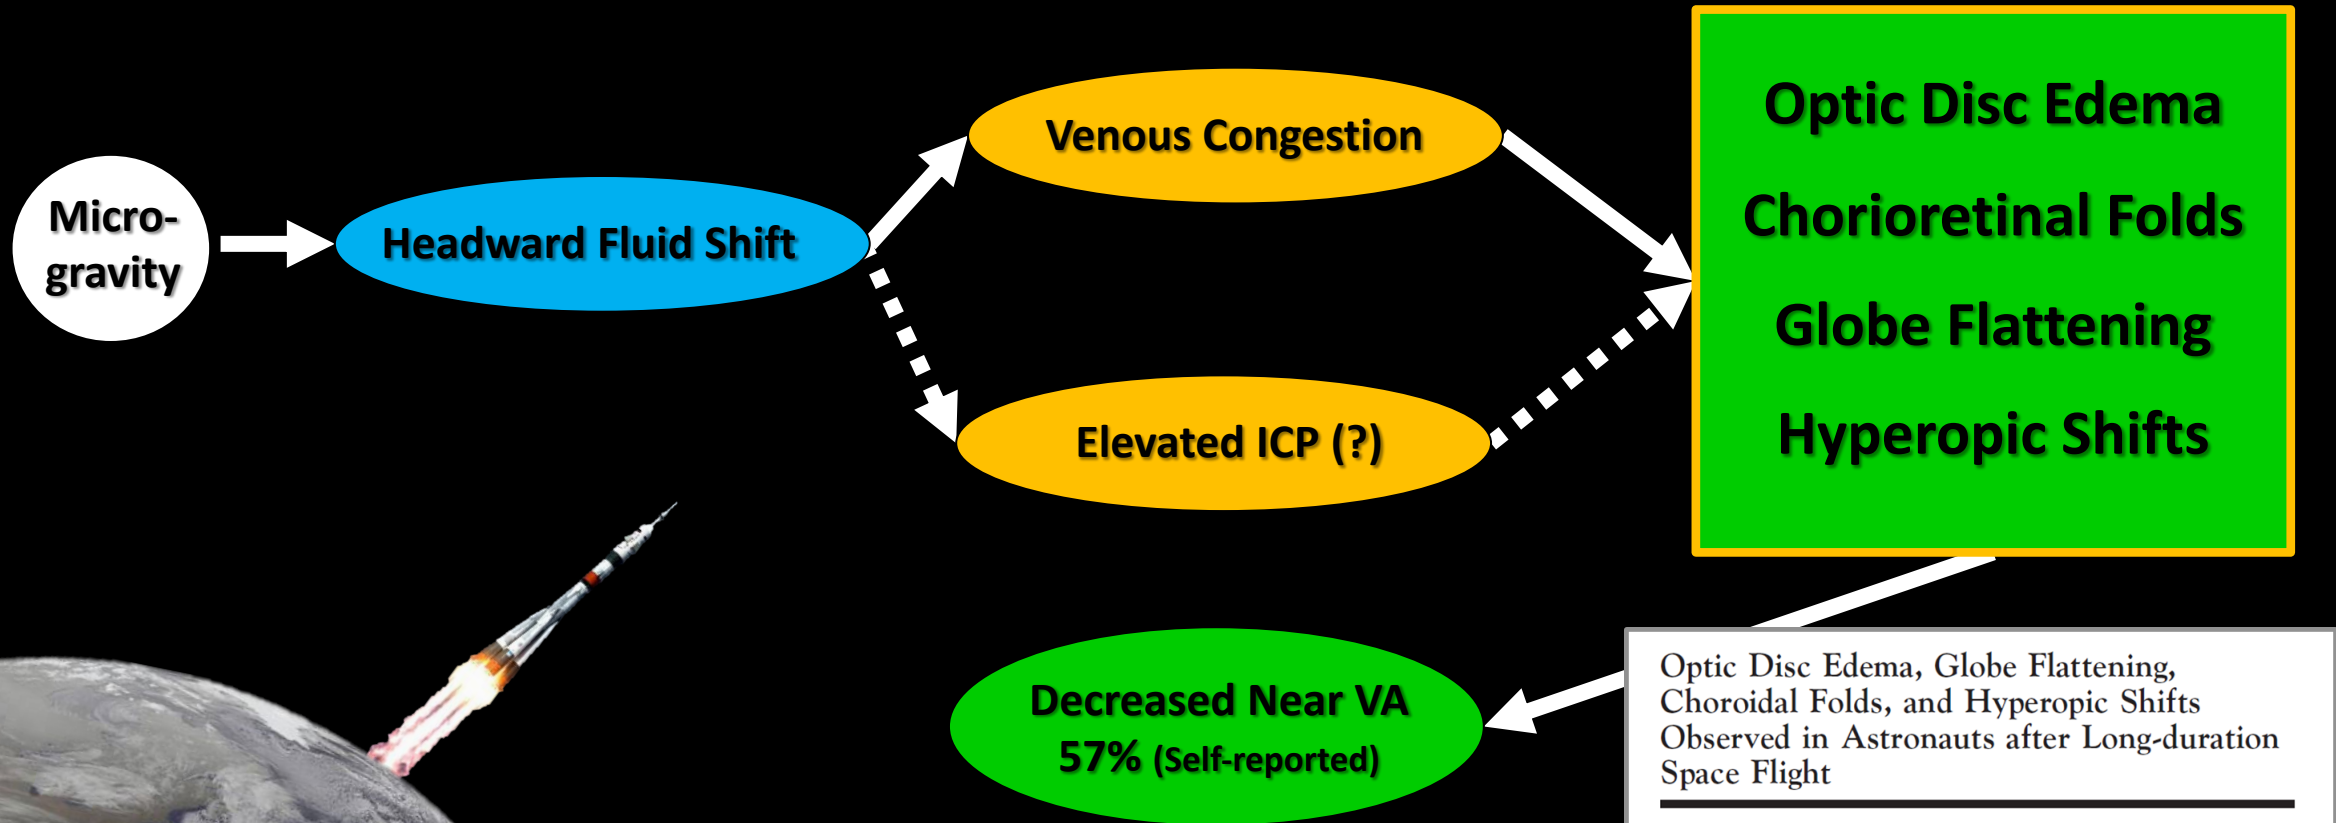 Micro-
gravity
Headward Fluid Shift
Venous Congestion
Elevated ICP (?)
Optic Disc Edema
Chorioretinal Folds
Globe Flattening
Hyperopic Shifts
Decreased Near VA
57% (Self-reported)
Optic Disc Edema, Globe Flattening,
Choroidal Folds, and Hyperopic Shifts
Observed in Astronauts after Long-duration
Space Flight